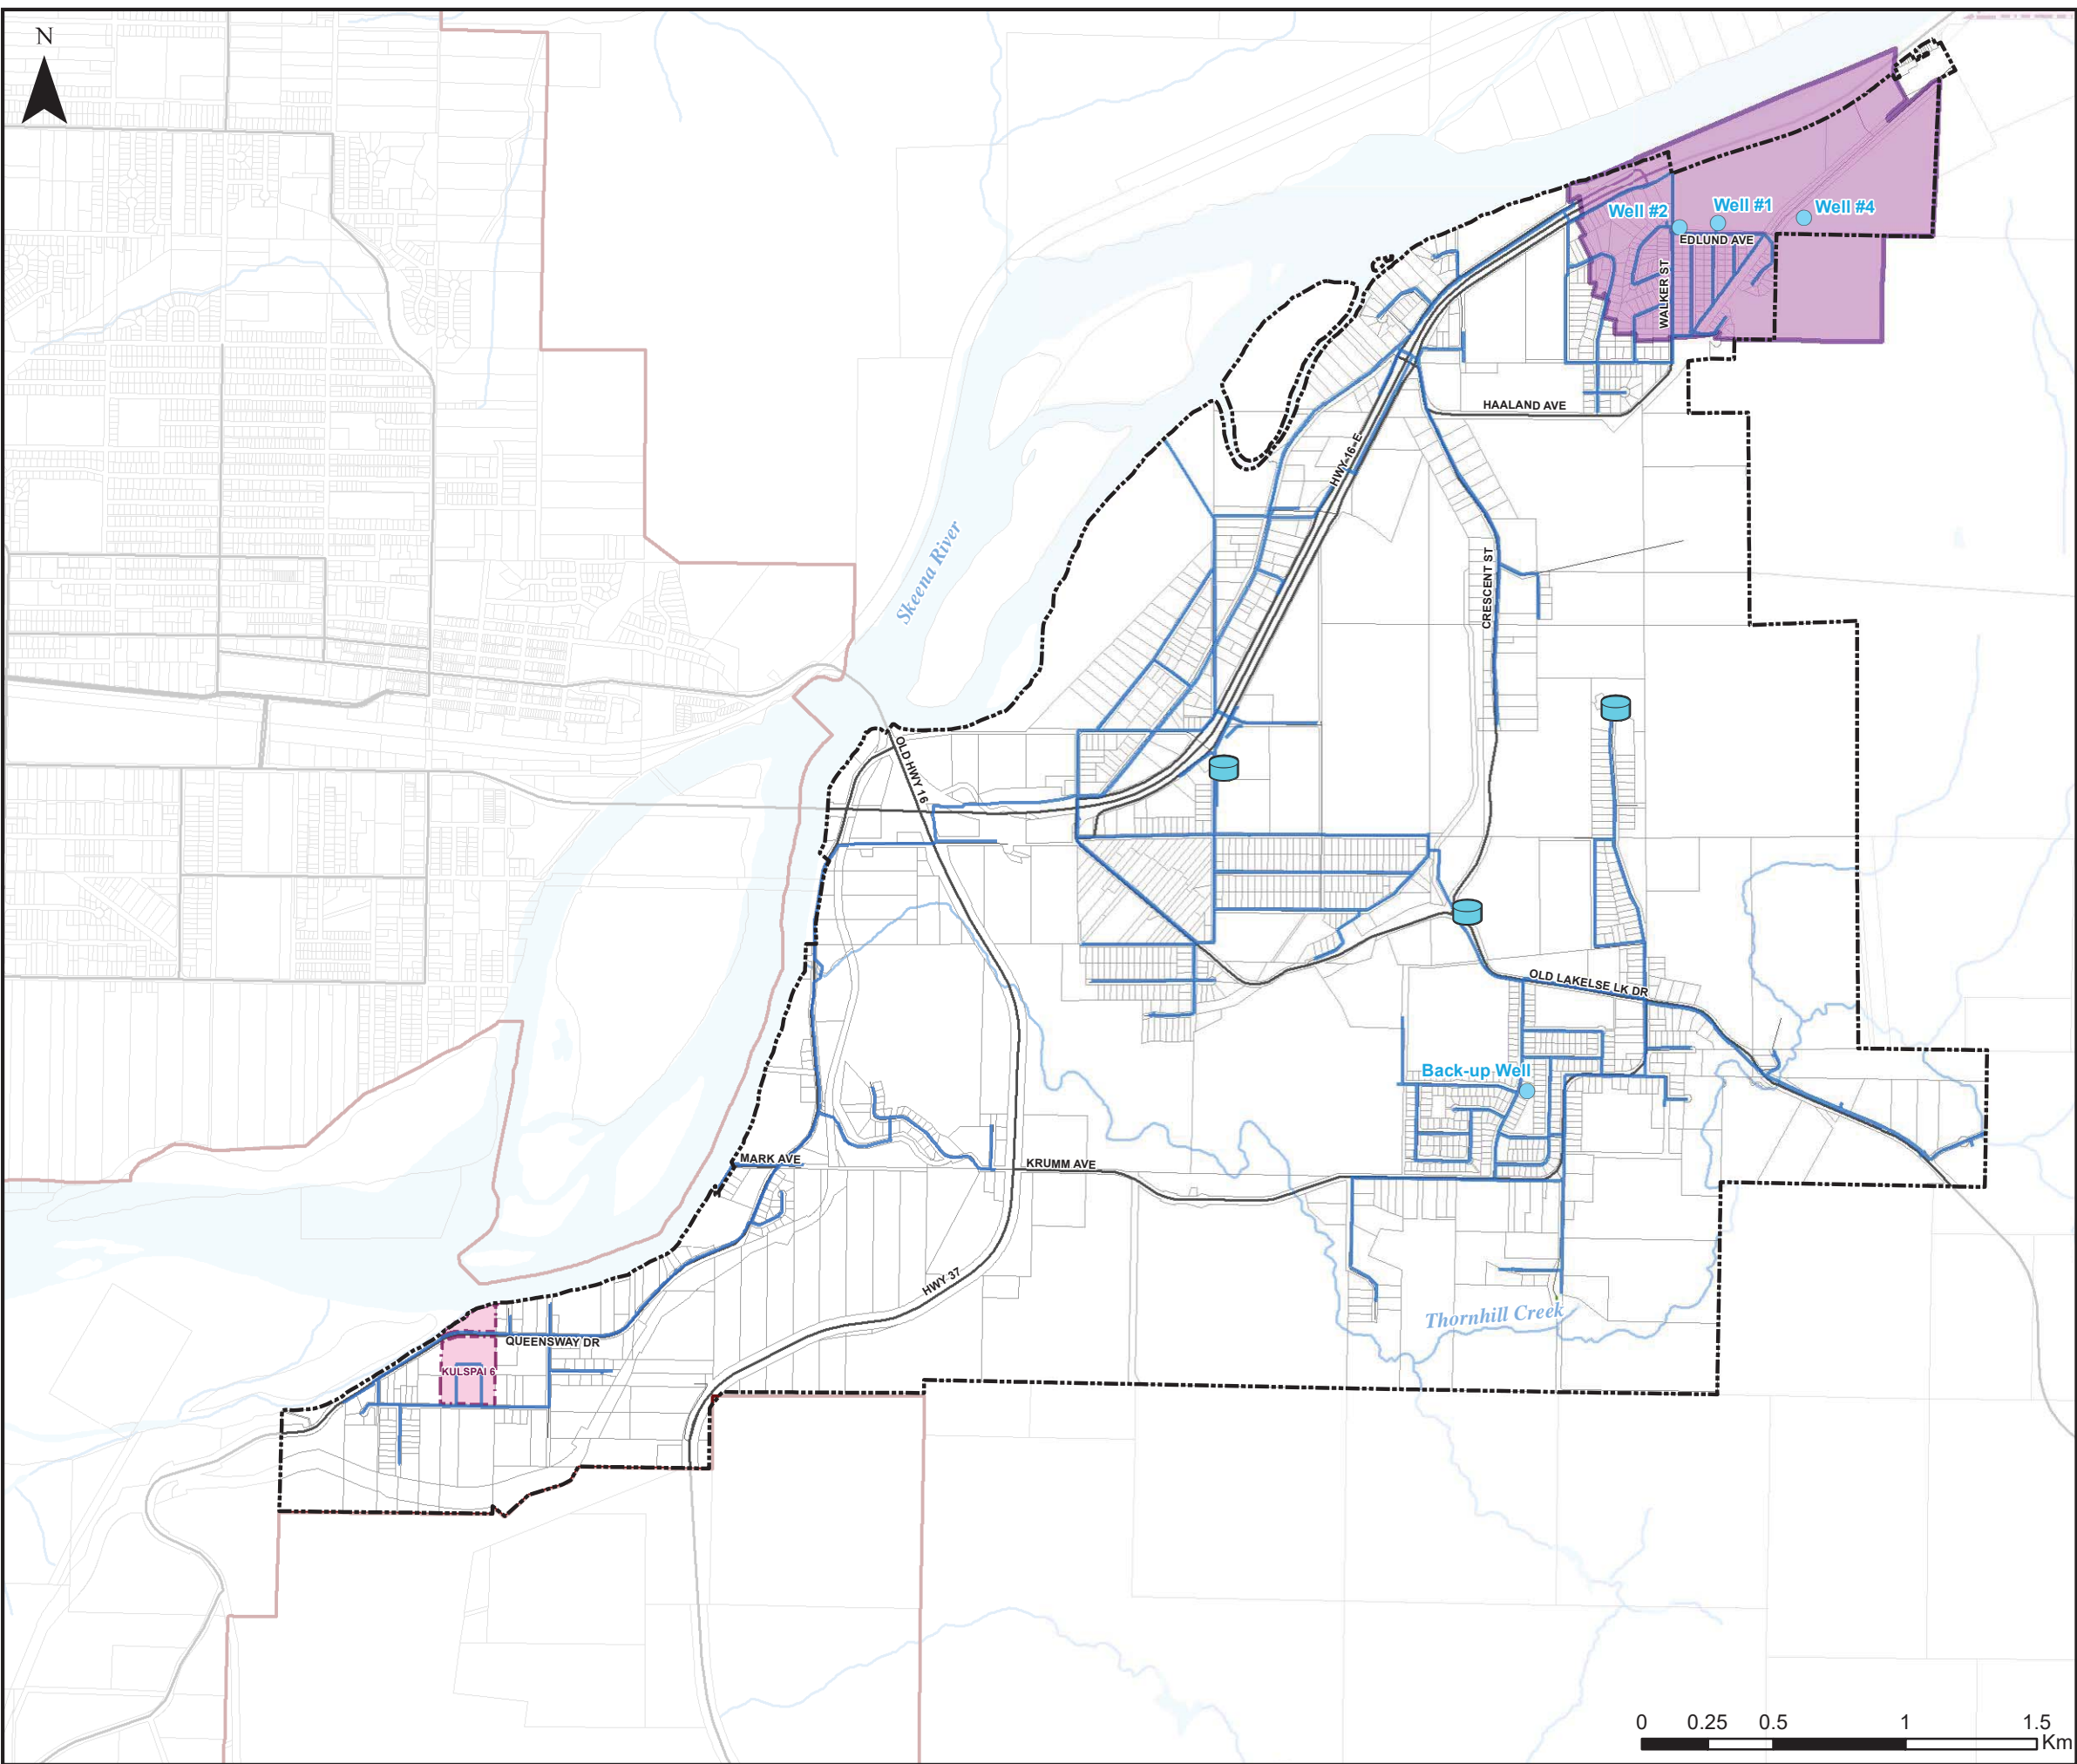 N
Well #2
Well #1
Well #4
EDLUND AVE
WALKER ST
HAALAND AVE
HWY 16 E
Skeena River
CRESCENT ST
OLD HWY 16
OLD LAKELSE LK DR
Back-up Well
MARK AVE
KRUMM AVE
HWY 37
Thornhill Creek
QUEENSWAY DR
KULSPAI 6
0 0.25 0.5 1 1.5
Km